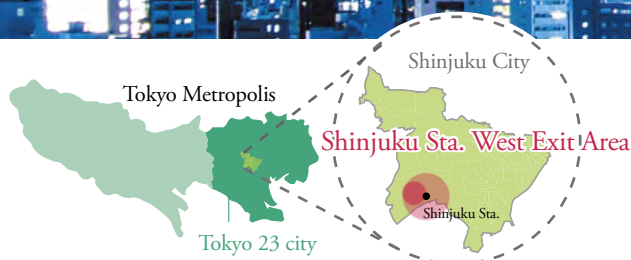 Shinjuku City
Tokyo Metropolis
Shinjuku Sta. West Exit Area
Shinjuku Sta.
Tokyo 23 city